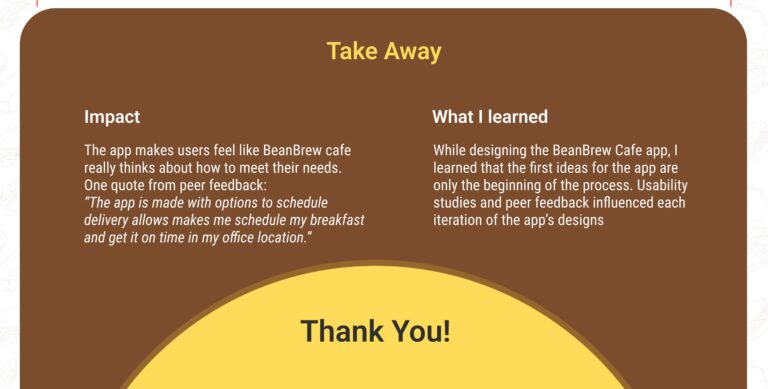 Take Away
Impact
The app makes users feel like BeanBrew cafe
really thinks about how to meet their needs.
One quote from peer feedback:
“The app is made with options to schedule
delivery allows makes me schedule my breakfast
and get it on time in my office location.”
What I learned
While designing the BeanBrew Cafe app, I
learned that the first ideas for the app are
only the beginning of the process. Usability
studies and peer feedback influenced each
iteration of the app’s designs
Thank You!